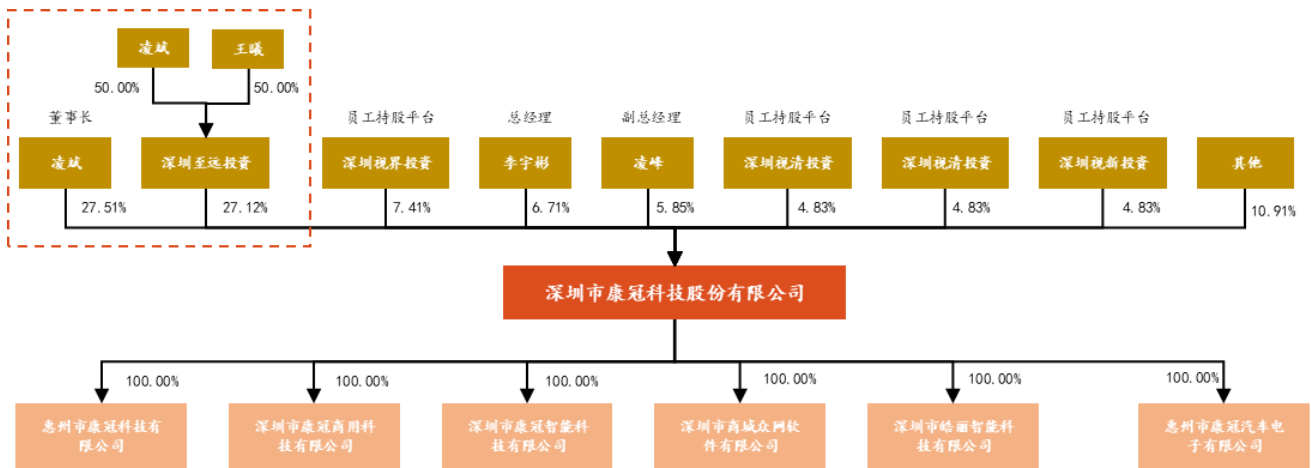 凌斌
王曦
50.00%
50.00%
董事长
员工持股平台
总经理
副总经理
员工持股平台
员工持股平台
员工持股平台
凌斌
深圳至远投资
深圳视界投资
李宇彬
凌峰
深圳视清投资
深圳视清投资
深圳视新投资
其他
27.51%
27.12%
7.41%
6.71%
5.85%
4.83%
4.83%
4.83%
10.91%
深圳市康冠科技股份有限公司
100.00%
100.00%
100.00%
100.00%
100.00%
100.00%
惠州市康冠科技有
限公司
深圳市康冠商用科
技有限公司
深圳市康冠智能科
技有限公司
深圳市商城众网软
件有限公司
深圳市皓丽智能科
技有限公司
惠州市康冠汽车电
子有限公司